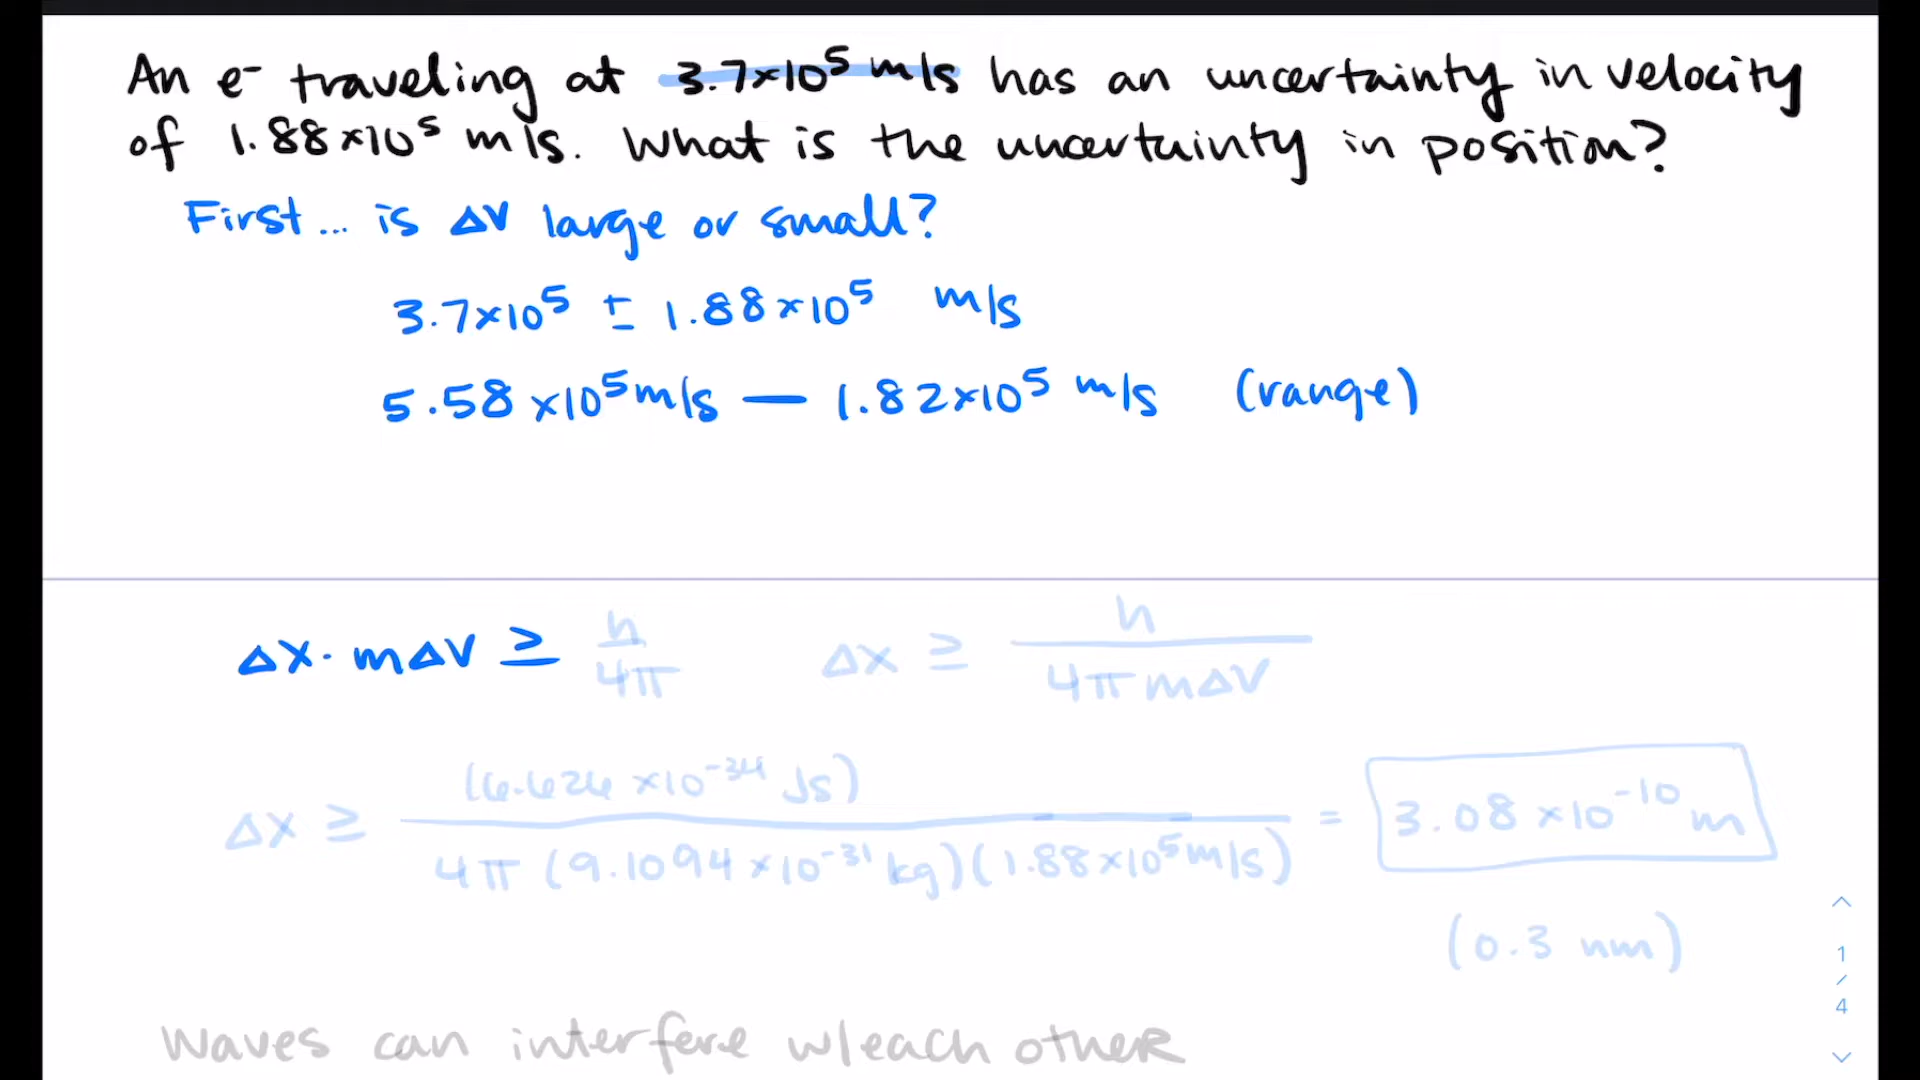 An e⁻ traveling at 3.7×10⁵ m/s has an uncertainty in velocity
of 1.88×10⁵ m/s. What is the uncertainty in position?
First... is ΔV large or small?
3.7×10⁵ ± 1.88×10⁵ m/s
5.58×10⁵ m/s — 1.82×10⁵ m/s (range)
ΔX · mΔV ≥ h/4π ΔX ≥ h/4πmΔV
ΔX ≥ (6.626×10⁻³⁴ Js)/4π(9.1094×10⁻³¹ kg)(1.88×10⁵ m/s) = 3.08×10⁻¹⁰ m
(0.3 nm)
Waves can interfere w/each other
1
/
4